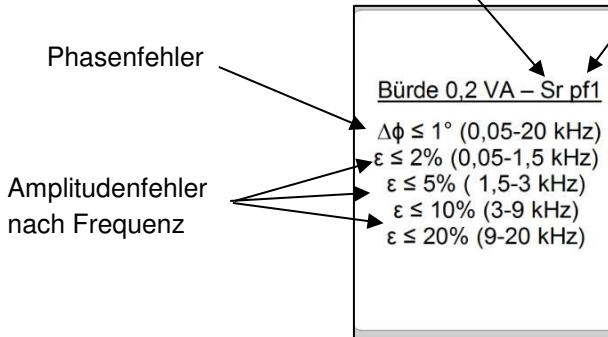 Phasenfehler
Bürde 0,2 VA – Sr pf1
Δϕ ≤ 1° (0,05-20 kHz)
ε ≤ 2% (0,05-1,5 kHz)
ε ≤ 5% ( 1,5-3 kHz)
ε ≤ 10% (3-9 kHz)
ε ≤ 20% (9-20 kHz)
Amplitudenfehler
nach Frequenz